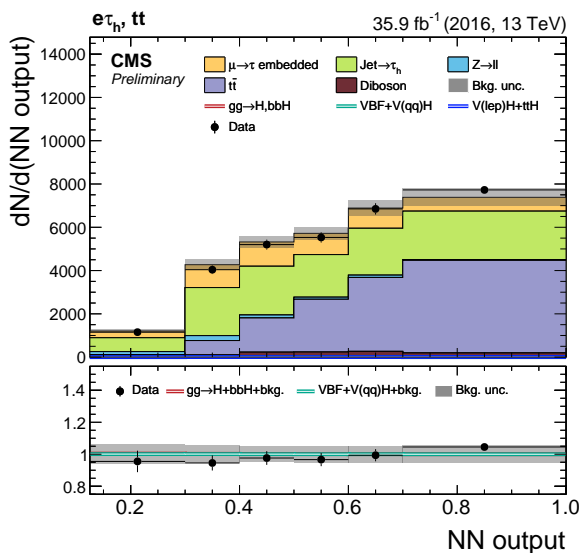 eτh, tt 35.9 fb-1 (2016, 13 TeV)
CMS
Preliminary
μ→τ embedded Jet→τh Z→ll
tt̄ Diboson Bkg. unc.
gg→H,bbH VBF+V(qq)H V(lep)H+ttH
Data
dN/d(NN output)
14000
12000
10000
8000
6000
4000
2000
0
Data gg→H+bbH+bkg. VBF+V(qq)H+bkg. Bkg. unc.
1.4
1.2
1
0.8
0.2 0.4 0.6 0.8 1.0
NN output